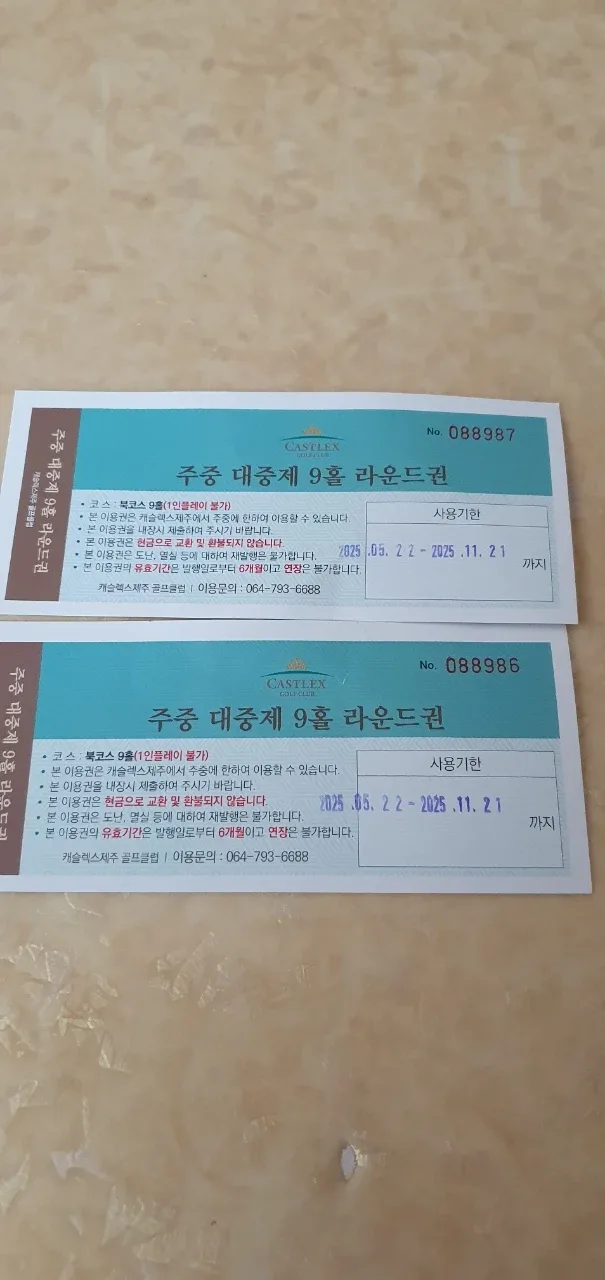 주중 대중제 9홀 라운드권
캐슬렉스제주 골프클럽
CASTLEX
GOLF CLUB
No. 088987
주중 대중제 9홀 라운드권
• 코 스 : 북코스 9홀(1인플레이 불가)
• 본 이용권은 캐슬렉스제주에서 주중에 한하여 이용할 수 있습니다.
• 본 이용권을 내장시 제출하여 주시기 바랍니다.
• 본 이용권은 현금으로 교환 및 환불되지 않습니다.
• 본 이용권은 도난, 멸실 등에 대하여 재발행은 불가합니다.
• 본 이용권의 유효기간은 발행일로부터 6개월이고 연장은 불가합니다.
캐슬렉스제주 골프클럽 | 이용문의 : 064-793-6688
사용기한
2025 .05. 2 2 - 2025 .11. 21
까지
주중 대중제 9홀 라운드권
CASTLEX
GOLF CLUB
No. 088986
주중 대중제 9홀 라운드권
• 코 스 : 북코스 9홀(1인플레이 불가)
• 본 이용권은 캐슬렉스제주에서 주중에 한하여 이용할 수 있습니다.
• 본 이용권을 내장시 제출하여 주시기 바랍니다.
• 본 이용권은 현금으로 교환 및 환불되지 않습니다.
• 본 이용권은 도난, 멸실 등에 대하여 재발행은 불가합니다.
• 본 이용권의 유효기간은 발행일로부터 6개월이고 연장은 불가합니다.
캐슬렉스제주 골프클럽 | 이용문의 : 064-793-6688
사용기한
2025 .05. 2 2 - 2025 .11. 21
까지